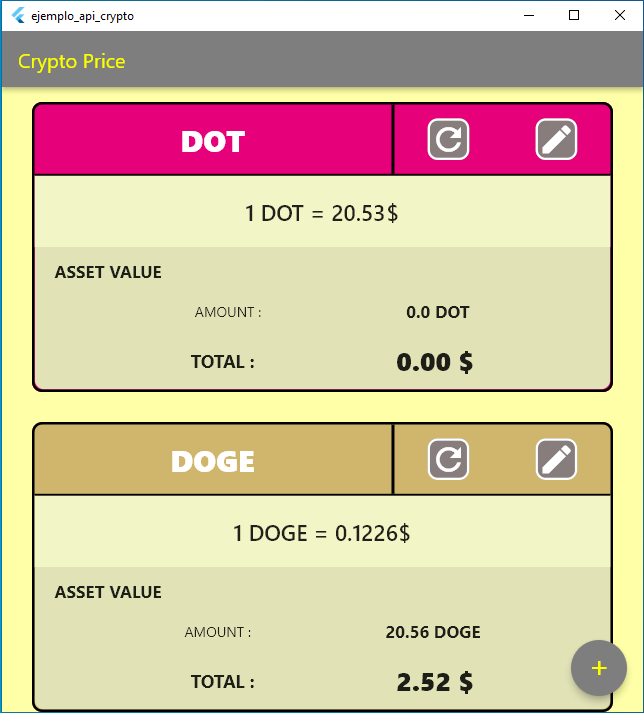 ejemplo_api_crypto
Crypto Price
DOT
1 DOT = 20.53$
ASSET VALUE
AMOUNT : 0.0 DOT
TOTAL : 0.00 $
DOGE
1 DOGE = 0.1226$
ASSET VALUE
AMOUNT : 20.56 DOGE
TOTAL : 2.52 $
+